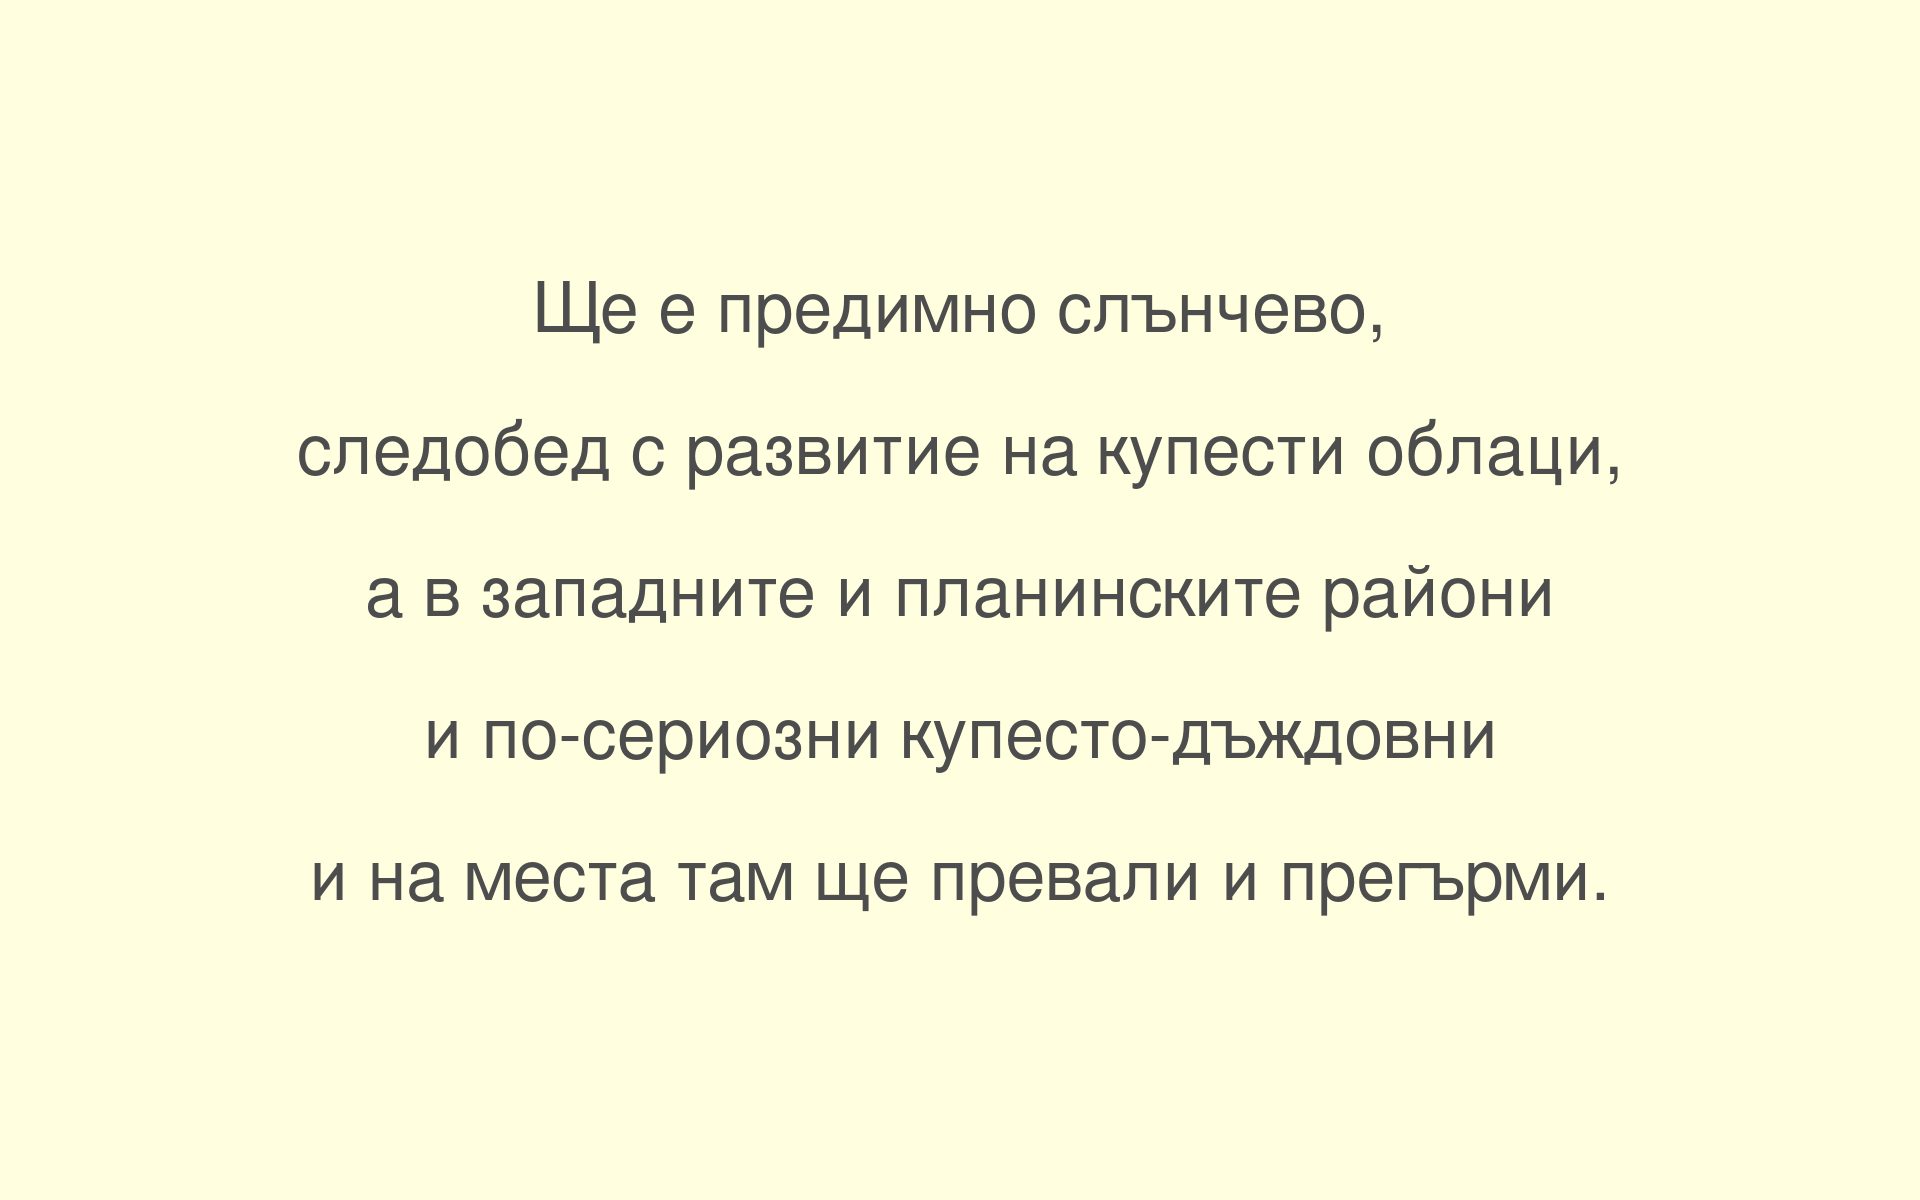 Ще е предимно слънчево,
следобед с развитие на купести облаци,
а в западните и планинските райони
и по-сериозни купесто-дъждовни
и на места там ще превали и прегърми.